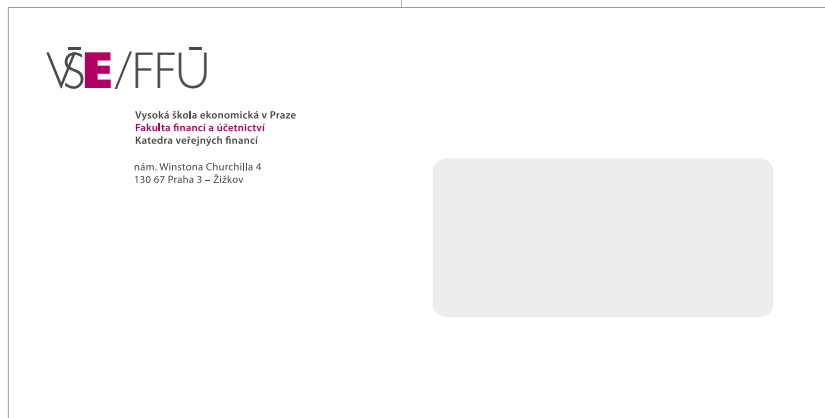 VŠE/FFÚ
Vysoká škola ekonomická v Praze
Fakulta financí a účetnictví
Katedra veřejných financí
nám. Winstona Churchilla 4
130 67 Praha 3 – Žižkov